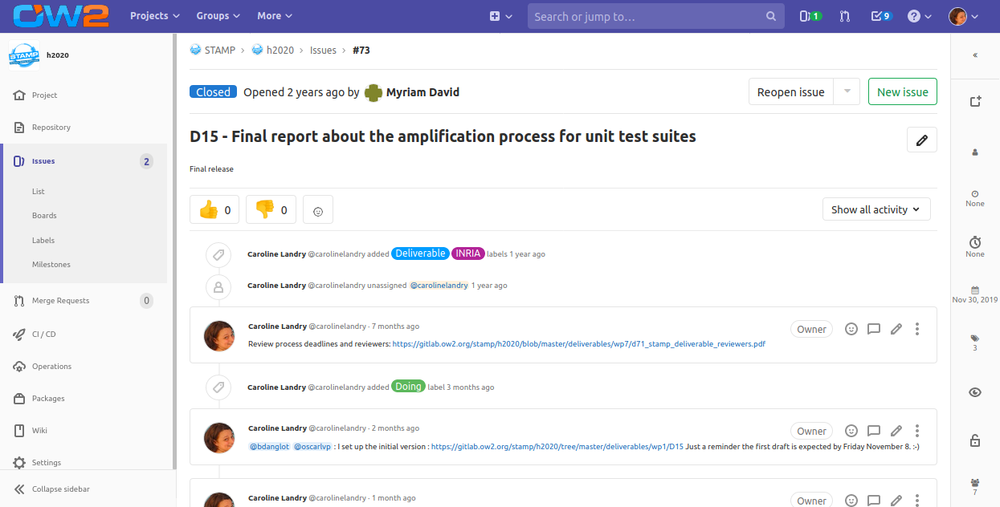 OW2 Projects Groups More Search or jump to... 1 9 ?
STAMP h2020
STAMP › h2020 › Issues › #73
«
Closed Opened 2 years ago by Myriam David Reopen issue New issue
Project
Repository
D15 - Final report about the amplification process for unit test suites
Issues 2
Final release
List
Boards
Labels
Milestones
0 0 Show all activity
None
Caroline Landry @carolinelandry added Deliverable INRIA labels 1 year ago
None
Caroline Landry @carolinelandry unassigned @carolinelandry 1 year ago
Nov 30, 2019
Merge Requests 0
Caroline Landry @carolinelandry · 7 months ago Owner
Review process deadlines and reviewers: https://gitlab.ow2.org/stamp/h2020/blob/master/deliverables/wp7/d71_stamp_deliverable_reviewers.pdf
3
CI / CD
Operations
Caroline Landry @carolinelandry added Doing label 3 months ago
Packages
Wiki
Caroline Landry @carolinelandry · 2 months ago Owner
@bdanglot @oscarlvp : I set up the initial version : https://gitlab.ow2.org/stamp/h2020/tree/master/deliverables/wp1/D15 Just a reminder the first draft is expected by Friday November 8. :-)
Settings
Collapse sidebar
Caroline Landry @carolinelandry · 1 month ago Owner
7